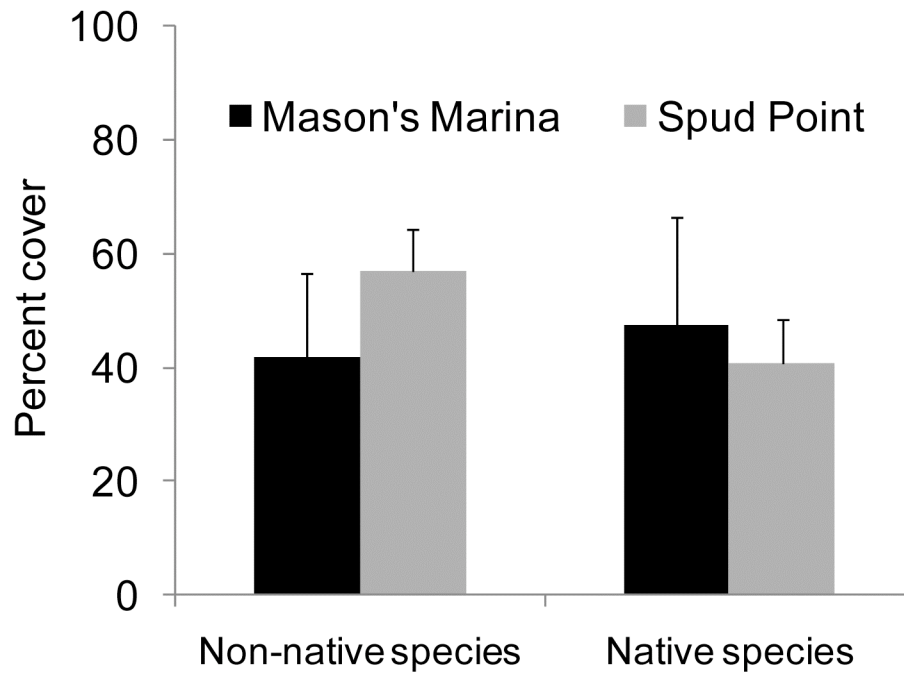 100
Mason's Marina
Spud Point
80
60
40
20
0
Percent cover
Non-native species
Native species